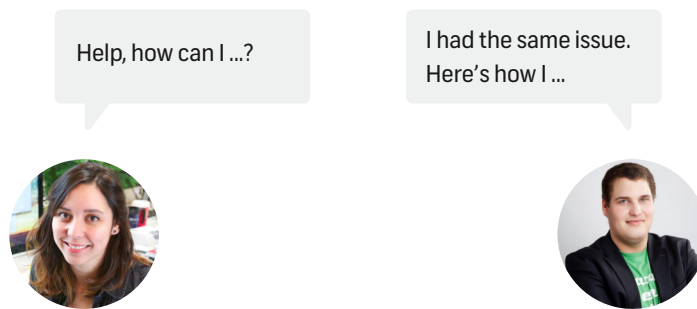 Help, how can I ...?
I had the same issue.
Here's how I ...